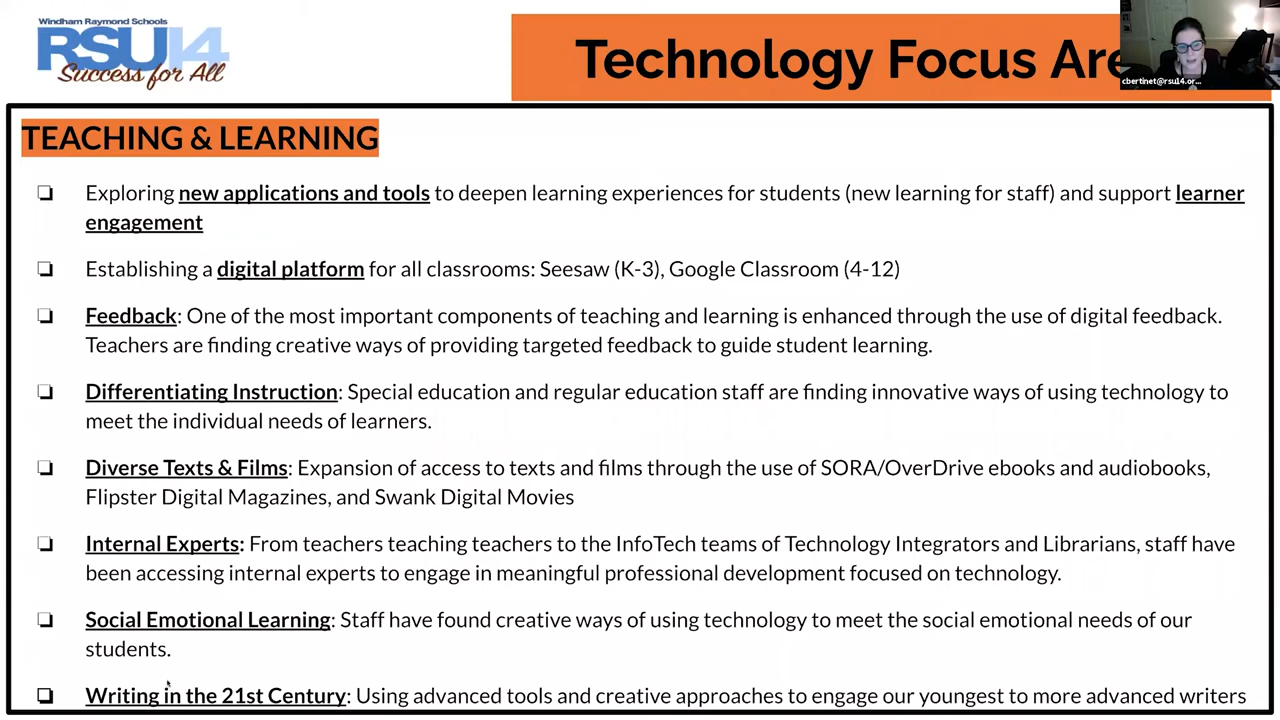 Windham Raymond Schools
RSU14
Success for All
Technology Focus Are
cbertinet@rsu14.or...
TEACHING & LEARNING
Exploring new applications and tools to deepen learning experiences for students (new learning for staff) and support learner
engagement
Establishing a digital platform for all classrooms: Seesaw (K-3), Google Classroom (4-12)
Feedback: One of the most important components of teaching and learning is enhanced through the use of digital feedback.
Teachers are finding creative ways of providing targeted feedback to guide student learning.
Differentiating Instruction: Special education and regular education staff are finding innovative ways of using technology to
meet the individual needs of learners.
Diverse Texts & Films: Expansion of access to texts and films through the use of SORA/OverDrive ebooks and audiobooks,
Flipster Digital Magazines, and Swank Digital Movies
Internal Experts: From teachers teaching teachers to the InfoTech teams of Technology Integrators and Librarians, staff have
been accessing internal experts to engage in meaningful professional development focused on technology.
Social Emotional Learning: Staff have found creative ways of using technology to meet the social emotional needs of our
students.
Writing in the 21st Century: Using advanced tools and creative approaches to engage our youngest to more advanced writers